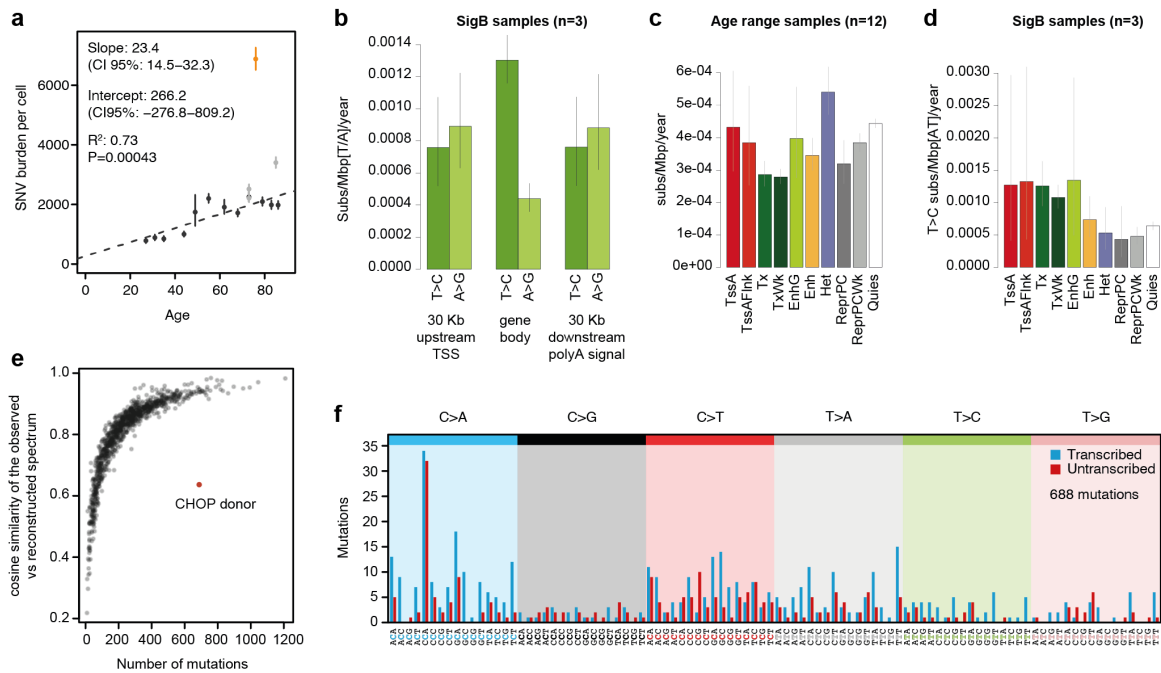 a
Slope: 23.4
(CI 95%: 14.5–32.3)
Intercept: 266.2
(CI95%: −276.8–809.2)
R²: 0.73
P=0.00043
SNV burden per cell
6000
4000
2000
0
0 20 40 60 80
Age
b
SigB samples (n=3)
Subs/Mbp[T/A]/year
0.0014
0.0012
0.0010
0.0008
0.0006
0.0004
0.0002
0.0000
T>C A>G T>C A>G T>C A>G
30 Kb upstream TSS
gene body
30 Kb downstream polyA signal
c
Age range samples (n=12)
subs/Mbp/year
6e−04
5e−04
4e−04
3e−04
2e−04
1e−04
0e+00
TssA TssAFlnk Tx TxWk EnhG Enh Het ReprPC ReprPCWk Quies
d
SigB samples (n=3)
T>C subs/Mbp[AT]/year
0.0030
0.0025
0.0020
0.0015
0.0010
0.0005
0.0000
TssA TssAFlnk Tx TxWk EnhG Enh Het ReprPC ReprPCWk Quies
e
cosine similarity of the observed
vs reconstructed spectrum
1.0
0.8
0.6
0.4
0.2
CHOP donor
0 200 400 600 800 1000 1200
Number of mutations
f
C>A C>G C>T T>A T>C T>G
Transcribed
Untranscribed
688 mutations
Mutations
35
30
25
20
15
10
5
0